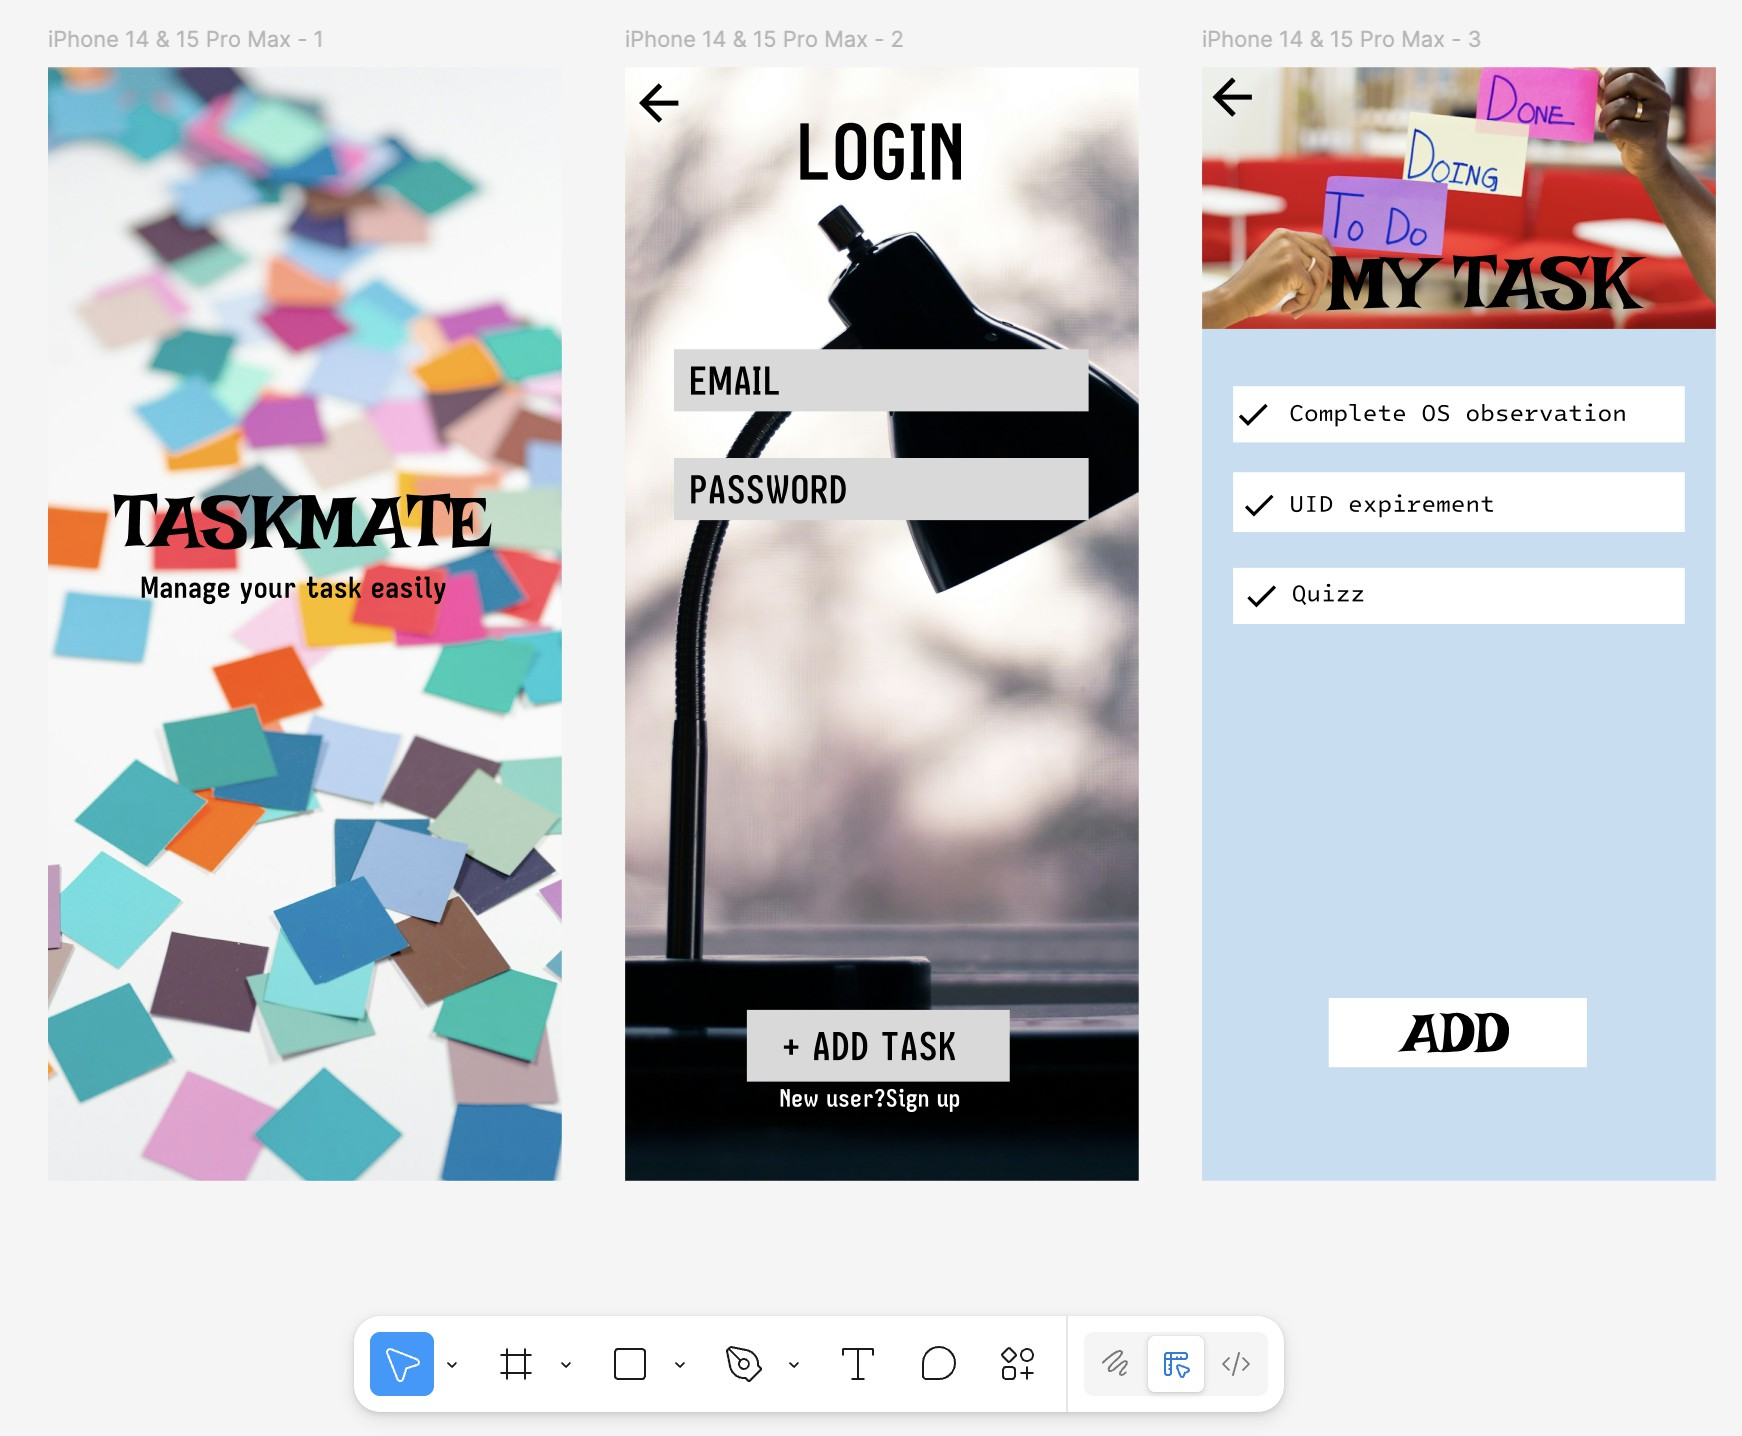 iPhone 14 & 15 Pro Max - 1
TASKMATE
Manage your task easily
iPhone 14 & 15 Pro Max - 2
LOGIN
EMAIL
PASSWORD
+ ADD TASK
New user?Sign up
iPhone 14 & 15 Pro Max - 3
DONE
DOING
TO DO
MY TASK
Complete OS observation
UID expirement
Quizz
ADD